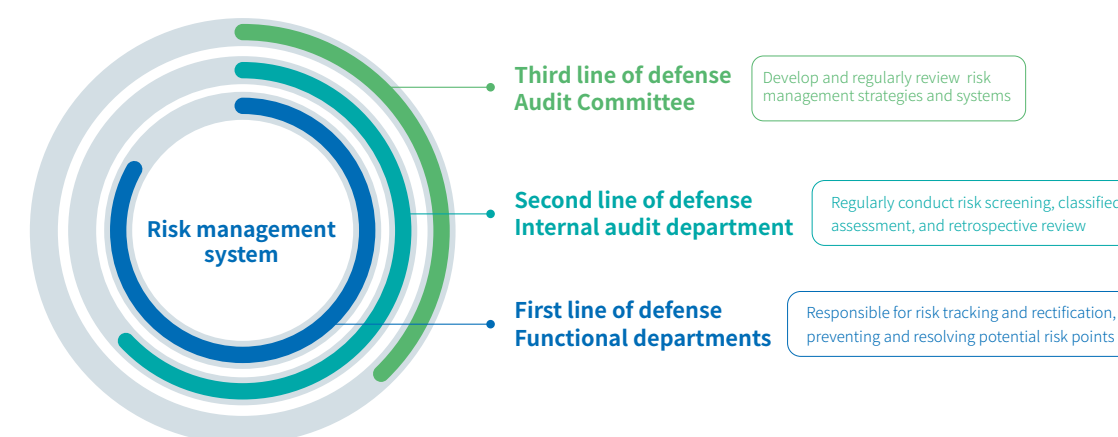 Third line of defense
Audit Committee
Develop and regularly review risk
management strategies and systems
Second line of defense
Internal audit department
Regularly conduct risk screening, classified
assessment, and retrospective review
Risk management
system
First line of defense
Functional departments
Responsible for risk tracking and rectification,
preventing and resolving potential risk points